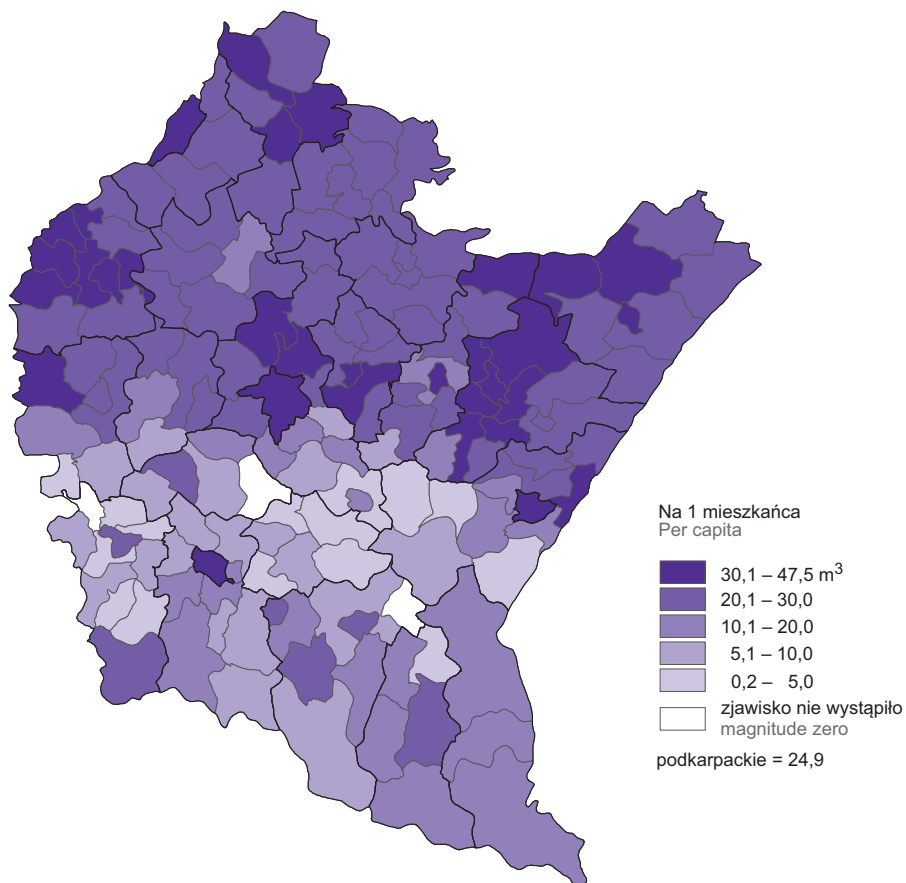 Na 1 mieszkańca
Per capita
30,1 – 47,5 m³
20,1 – 30,0
10,1 – 20,0
5,1 – 10,0
0,2 – 5,0
zjawisko nie wystąpiło
magnitude zero
podkarpackie = 24,9